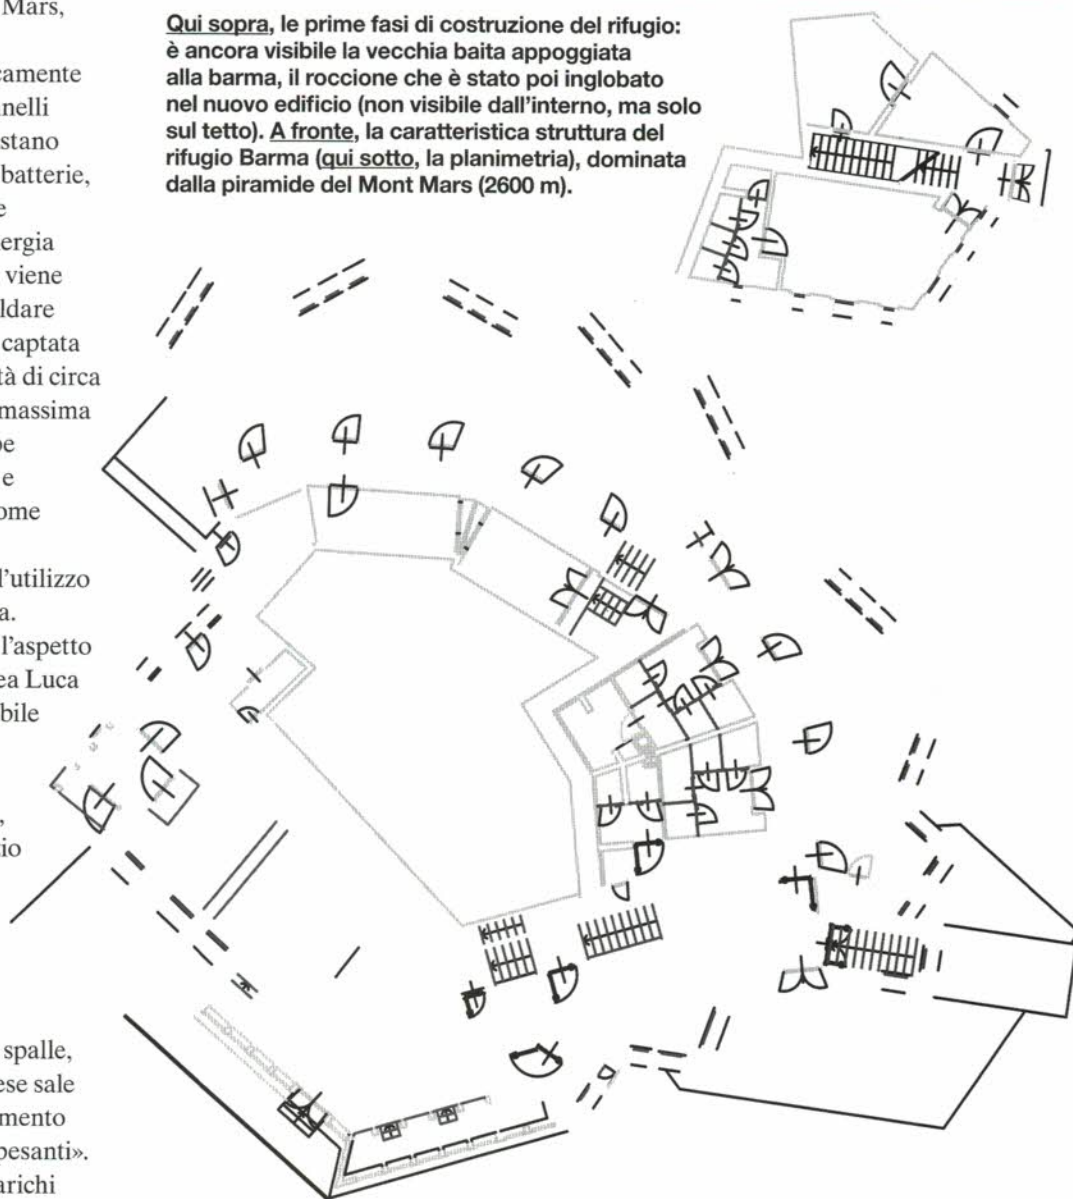 Mars,
camente
nelli
stano
batterie,
e
ergia
viene
ldare
captata
tà di circa
massima
pe
e
ome
l'utilizzo
a.
l'aspetto
ea Luca
bile
,
io
spalle,
ese sale
mento
pesanti».
arichi
Qui sopra, le prime fasi di costruzione del rifugio:
è ancora visibile la vecchia baita appoggiata
alla barma, il roccione che è stato poi inglobato
nel nuovo edificio (non visibile dall'interno, ma solo
sul tetto). A fronte, la caratteristica struttura del
rifugio Barma (qui sotto, la planimetria), dominata
dalla piramide del Mont Mars (2600 m).